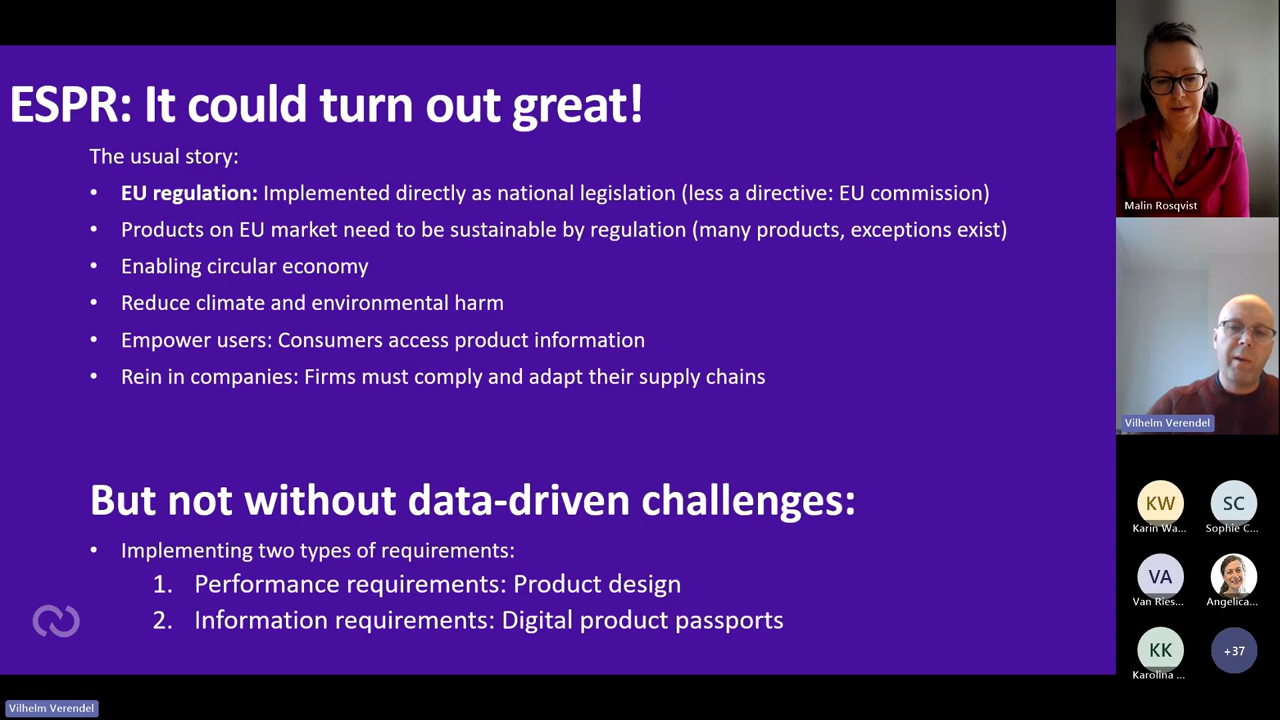 ESPR: It could turn out great!
The usual story:
• EU regulation: Implemented directly as national legislation (less a directive: EU commission)
• Products on EU market need to be sustainable by regulation (many products, exceptions exist)
• Enabling circular economy
• Reduce climate and environmental harm
• Empower users: Consumers access product information
• Rein in companies: Firms must comply and adapt their supply chains
But not without data-driven challenges:
• Implementing two types of requirements:
1. Performance requirements: Product design
2. Information requirements: Digital product passports
Vilhelm Verendel
Malin Rosqvist
Vilhelm Verendel
KW
Karin Wa...
SC
Sophie C...
VA
Van Ries...
Angelica...
KK
Karolina ...
+37